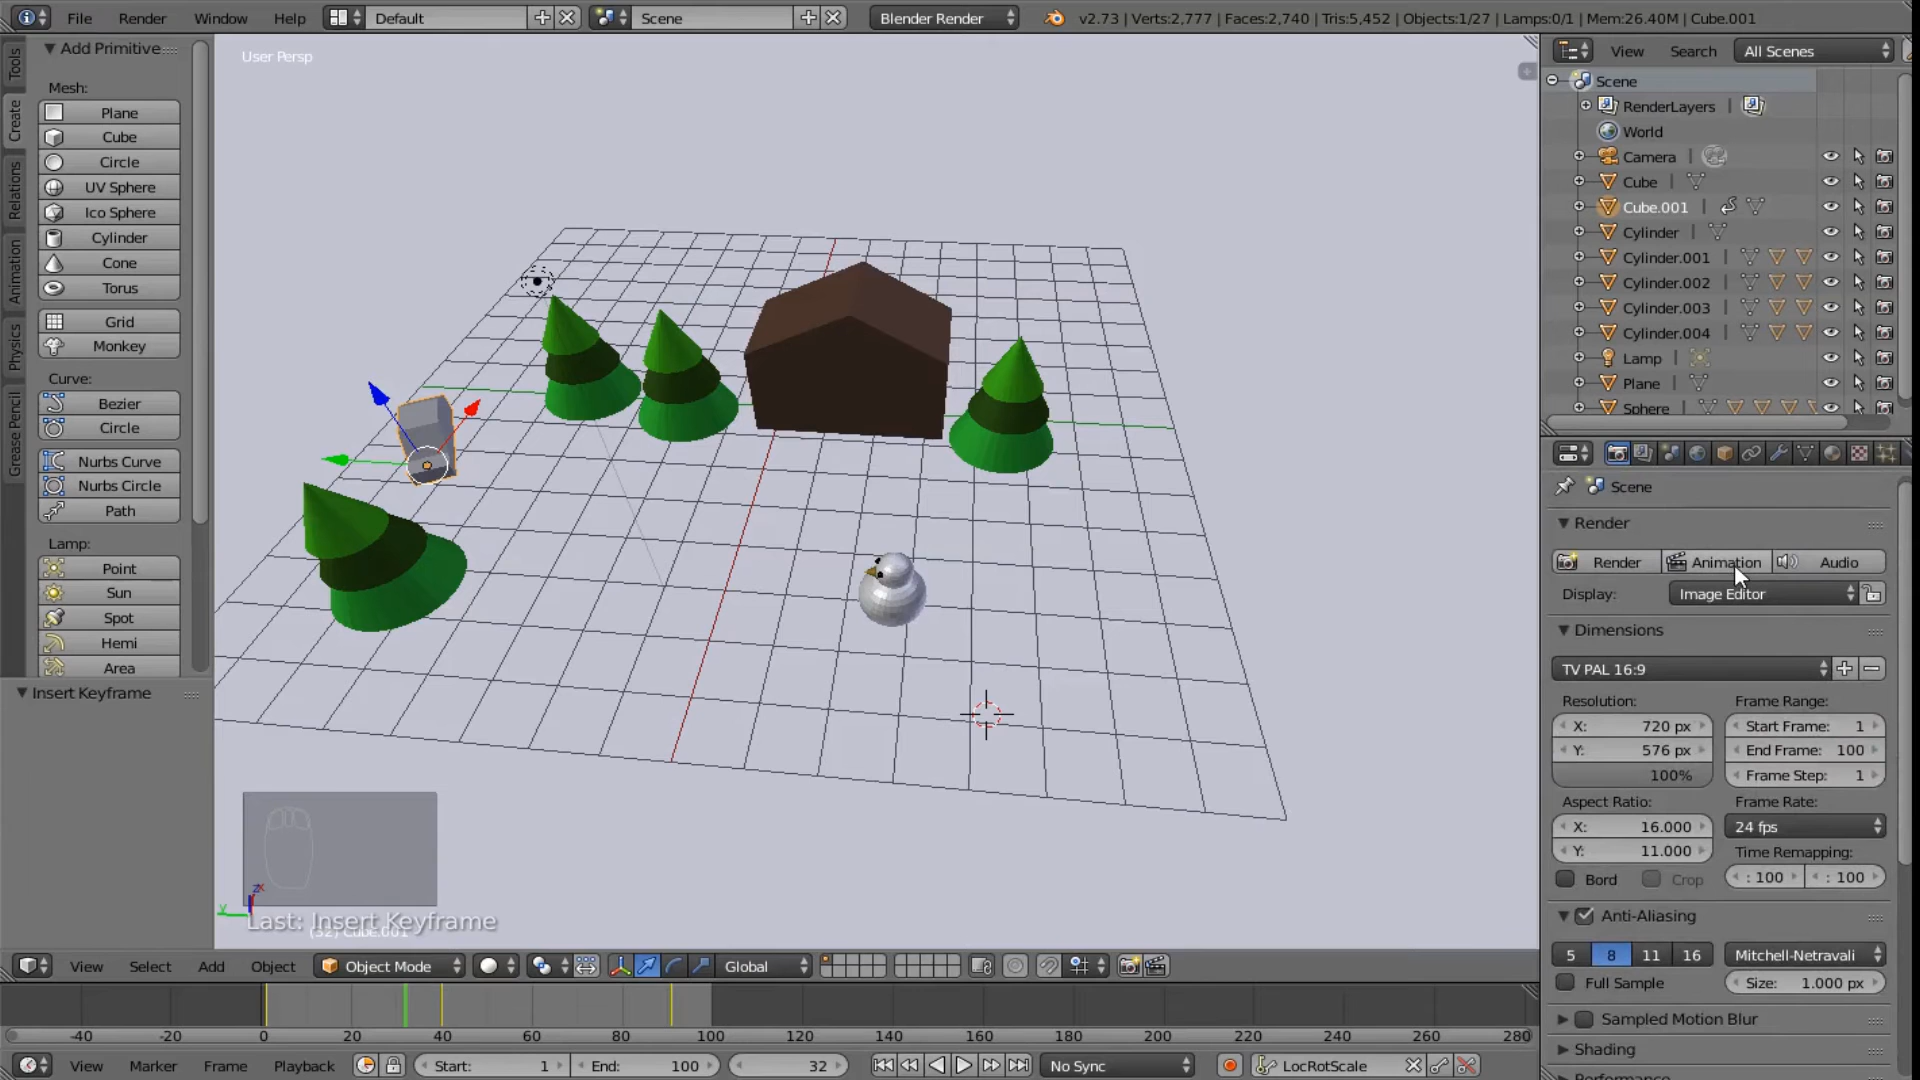 File Render Window Help Default Scene Blender Render v2.73 | Verts:2,777 | Faces:2,740 | Tris:5,452 | Objects:1/27 | Lamps:0/1 | Mem:26.40M | Cube.001
Tools
Create
Relations
Animation
Physics
Grease Pencil
Add Primitive
Mesh:
Plane
Cube
Circle
UV Sphere
Ico Sphere
Cylinder
Cone
Torus
Grid
Monkey
Curve:
Bezier
Circle
Nurbs Curve
Nurbs Circle
Path
Lamp:
Point
Sun
Spot
Hemi
Area
Insert Keyframe
User Persp
Last: Insert Keyframe
(32) Cube.001
View Search All Scenes
Scene
RenderLayers |
World
Camera |
Cube |
Cube.001 |
Cylinder |
Cylinder.001 |
Cylinder.002 |
Cylinder.003 |
Cylinder.004 |
Lamp |
Plane |
Sphere |
Scene
Render
Render Animation Audio
Display: Image Editor
Dimensions
TV PAL 16:9
Resolution: Frame Range:
X: 720 px Start Frame: 1
Y: 576 px End Frame: 100
100% Frame Step: 1
Aspect Ratio: Frame Rate:
X: 16.000 24 fps
Y: 11.000 Time Remapping:
Bord Crop : 100 : 100
Anti-Aliasing
5 8 11 16 Mitchell-Netravali
Full Sample Size: 1.000 px
Sampled Motion Blur
Shading
View Select Add Object Object Mode Global
-40 -20 0 20 40 60 80 100 120 140 160 180 200 220 240 260 280
View Marker Frame Playback Start: 1 End: 100 32 No Sync LocRotScale